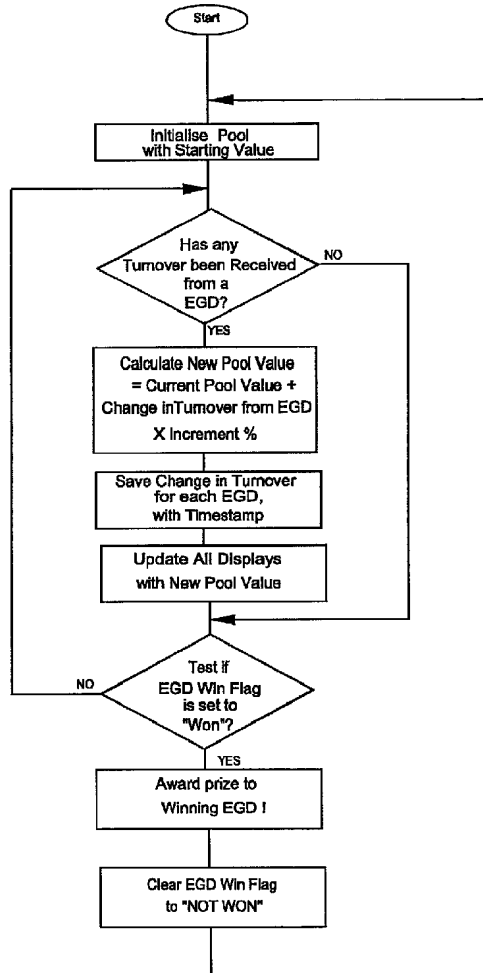 Start
Initialise Pool
with Starting Value
Has any
Turnover been Received
from a
EGD?
NO
YES
Calculate New Pool Value
= Current Pool Value +
Change inTurnover from EGD
X Increment %
Save Change in Turnover
for each EGD,
with Timestamp
Update All Displays
with New Pool Value
Test if
EGD Win Flag
is set to
"Won"?
NO
YES
Award prize to
Winning EGD !
Clear EGD Win Flag
to "NOT WON"